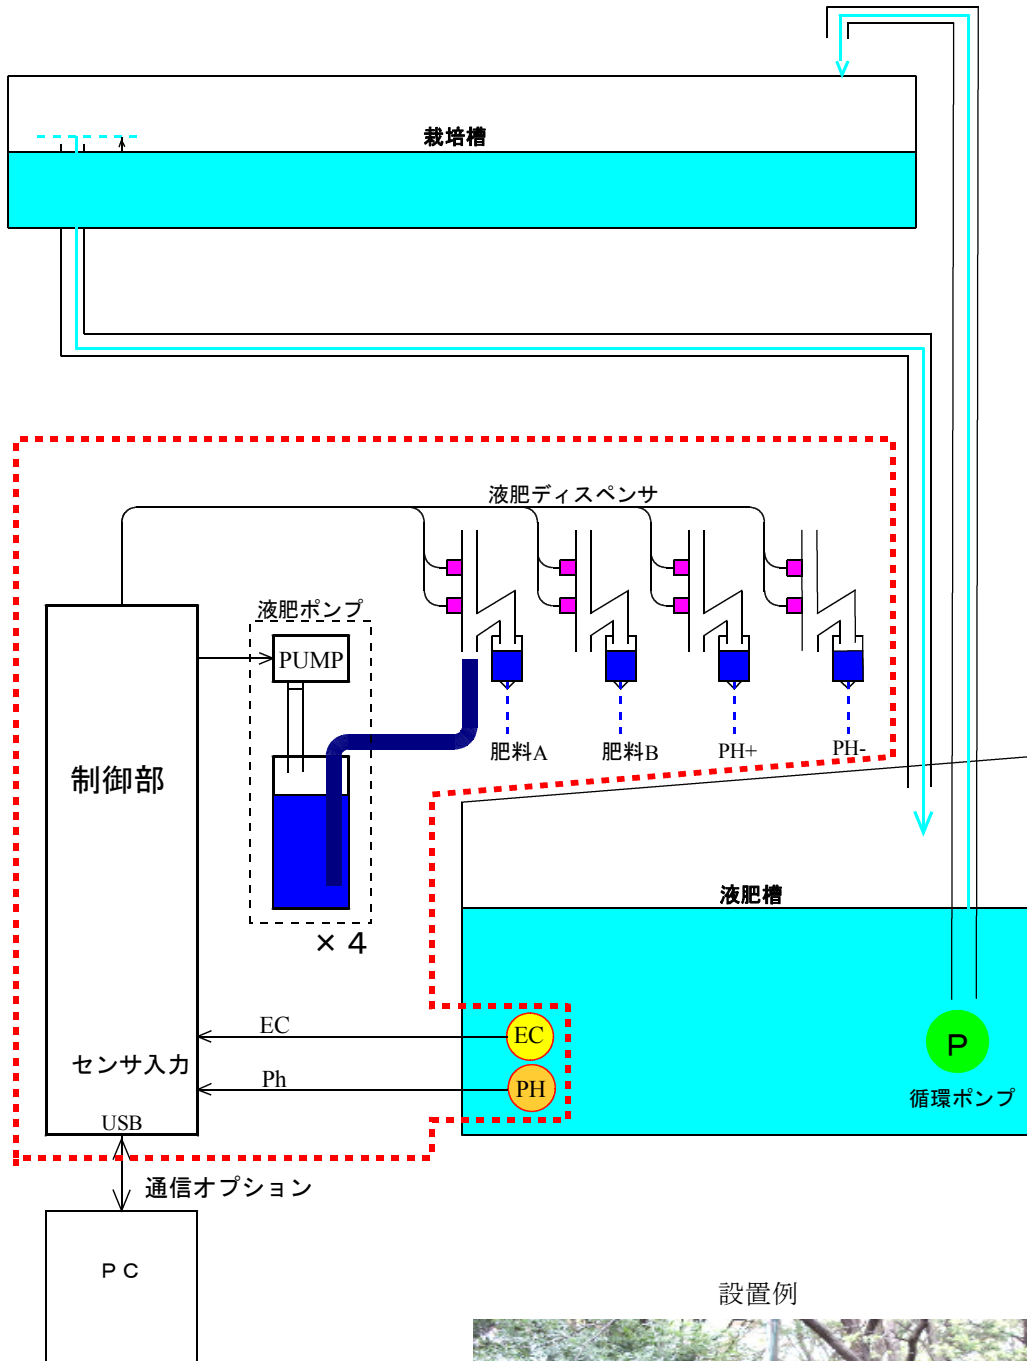 栽培槽
液肥ディスペンサ
液肥ポンプ
PUMP
肥料A
肥料B
PH+
PH-
制御部
液肥槽
× 4
EC
EC
センサ入力
Ph
PH
P
循環ポンプ
USB
通信オプション
PC
設置例